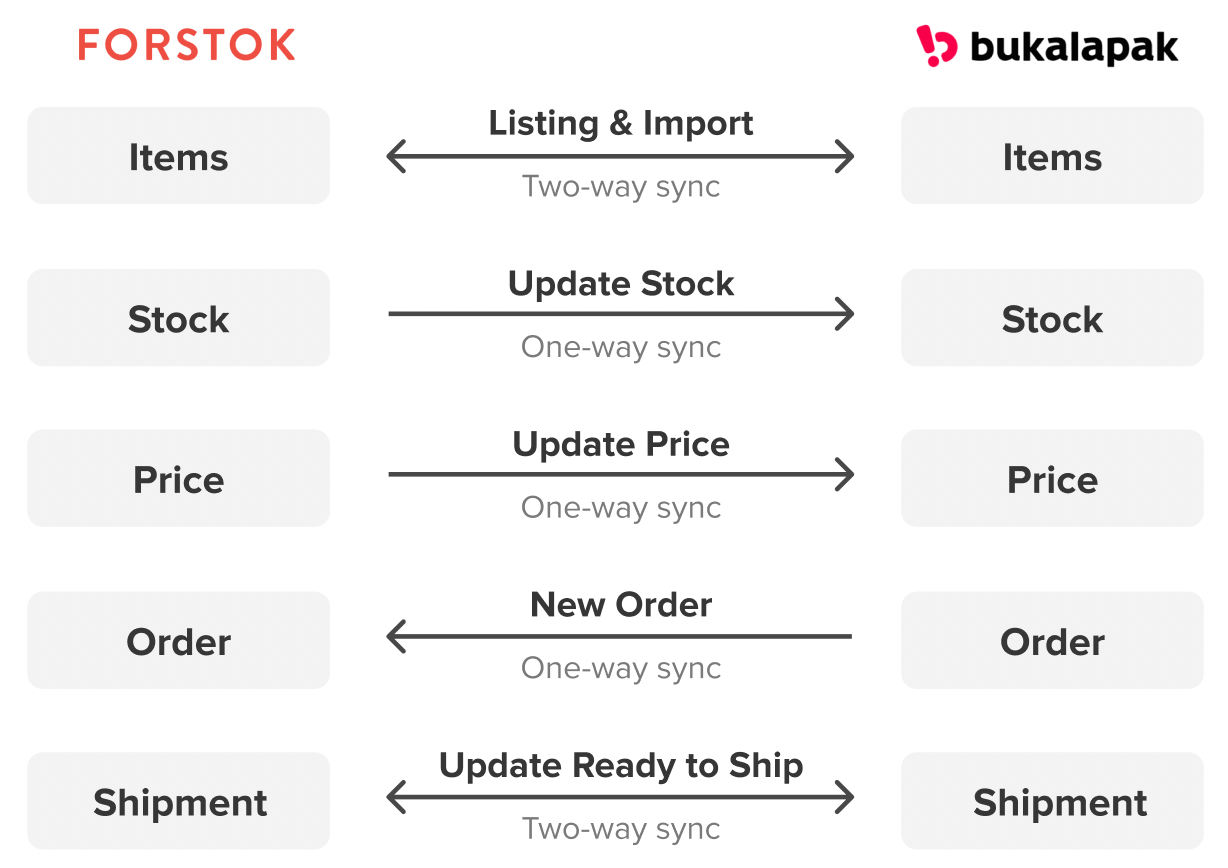 FORSTOK
bukalapak
Listing & Import
Items
Items
Two-way sync
Update Stock
Stock
Stock
One-way sync
Update Price
Price
Price
One-way sync
New Order
Order
Order
One-way sync
Update Ready to Ship
Shipment
Shipment
Two-way sync